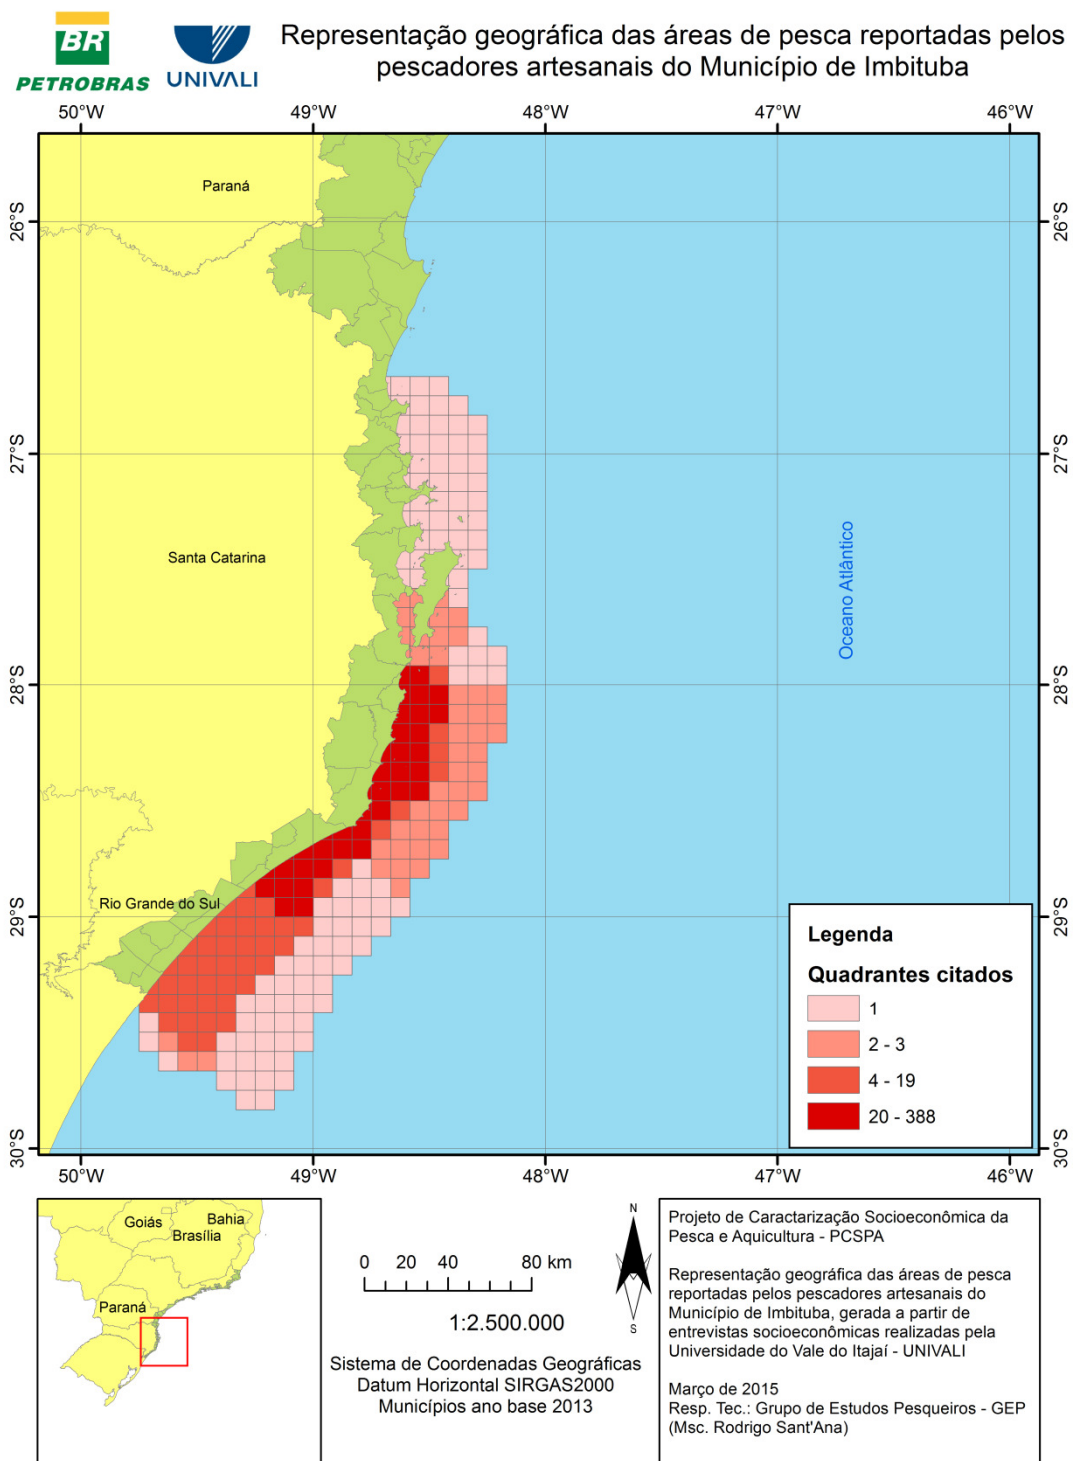 BR
PETROBRAS
UNIVALI
Representação geográfica das áreas de pesca reportadas pelos
pescadores artesanais do Município de Imbituba
50°W 49°W 48°W 47°W 46°W
Paraná
26°S 26°S
27°S 27°S
Santa Catarina
Oceano Atlântico
28°S 28°S
Rio Grande do Sul
29°S 29°S
Legenda
Quadrantes citados
1
2 - 3
4 - 19
20 - 388
30°S 30°S
50°W 49°W 48°W 47°W 46°W
Goiás
Bahia
Brasília
Paraná
0 20 40 80 km
1:2.500.000
Sistema de Coordenadas Geográficas
Datum Horizontal SIRGAS2000
Municípios ano base 2013
N
S
Projeto de Caractarização Socioeconômica da
Pesca e Aquicultura - PCSPA
Representação geográfica das áreas de pesca
reportadas pelos pescadores artesanais do
Município de Imbituba, gerada a partir de
entrevistas socioeconômicas realizadas pela
Universidade do Vale do Itajaí - UNIVALI
Março de 2015
Resp. Tec.: Grupo de Estudos Pesqueiros - GEP
(Msc. Rodrigo Sant'Ana)